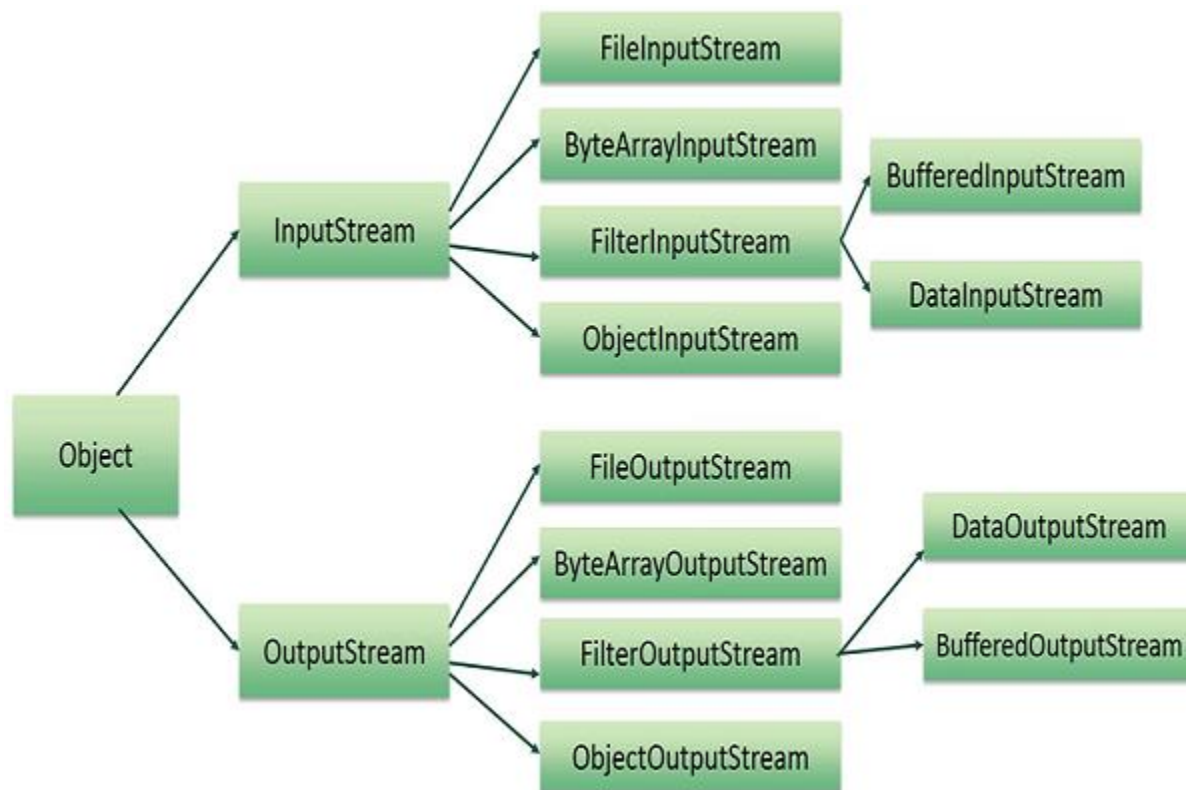 FileInputStream
ByteArrayInputStream
BufferedInputStream
InputStream
FilterInputStream
DataInputStream
ObjectInputStream
Object
FileOutputStream
DataOutputStream
ByteArrayOutputStream
OutputStream
FilterOutputStream
BufferedOutputStream
ObjectOutputStream